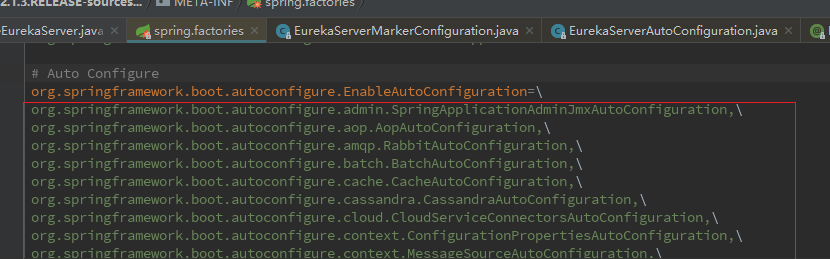 2.1.3.RELEASE-sources... META-INF spring.factories
EurekaServer.java spring.factories EurekaServerMarkerConfiguration.java EurekaServerAutoConfiguration.java
# Auto Configure
org.springframework.boot.autoconfigure.EnableAutoConfiguration=\
org.springframework.boot.autoconfigure.admin.SpringApplicationAdminJmxAutoConfiguration,\
org.springframework.boot.autoconfigure.aop.AopAutoConfiguration,\
org.springframework.boot.autoconfigure.amqp.RabbitAutoConfiguration,\
org.springframework.boot.autoconfigure.batch.BatchAutoConfiguration,\
org.springframework.boot.autoconfigure.cache.CacheAutoConfiguration,\
org.springframework.boot.autoconfigure.cassandra.CassandraAutoConfiguration,\
org.springframework.boot.autoconfigure.cloud.CloudServiceConnectorsAutoConfiguration,\
org.springframework.boot.autoconfigure.context.ConfigurationPropertiesAutoConfiguration,\
org.springframework.boot.autoconfigure.context.MessageSourceAutoConfiguration,\